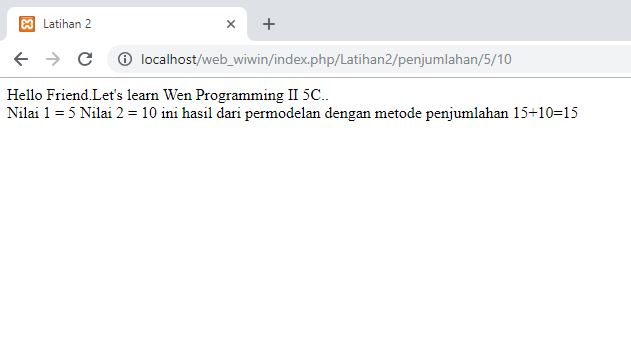 Latihan 2
localhost/web_wiwin/index.php/Latihan2/penjumlahan/5/10
Hello Friend.Let's learn Wen Programming II 5C..
Nilai 1 = 5 Nilai 2 = 10 ini hasil dari permodelan dengan metode penjumlahan 15+10=15